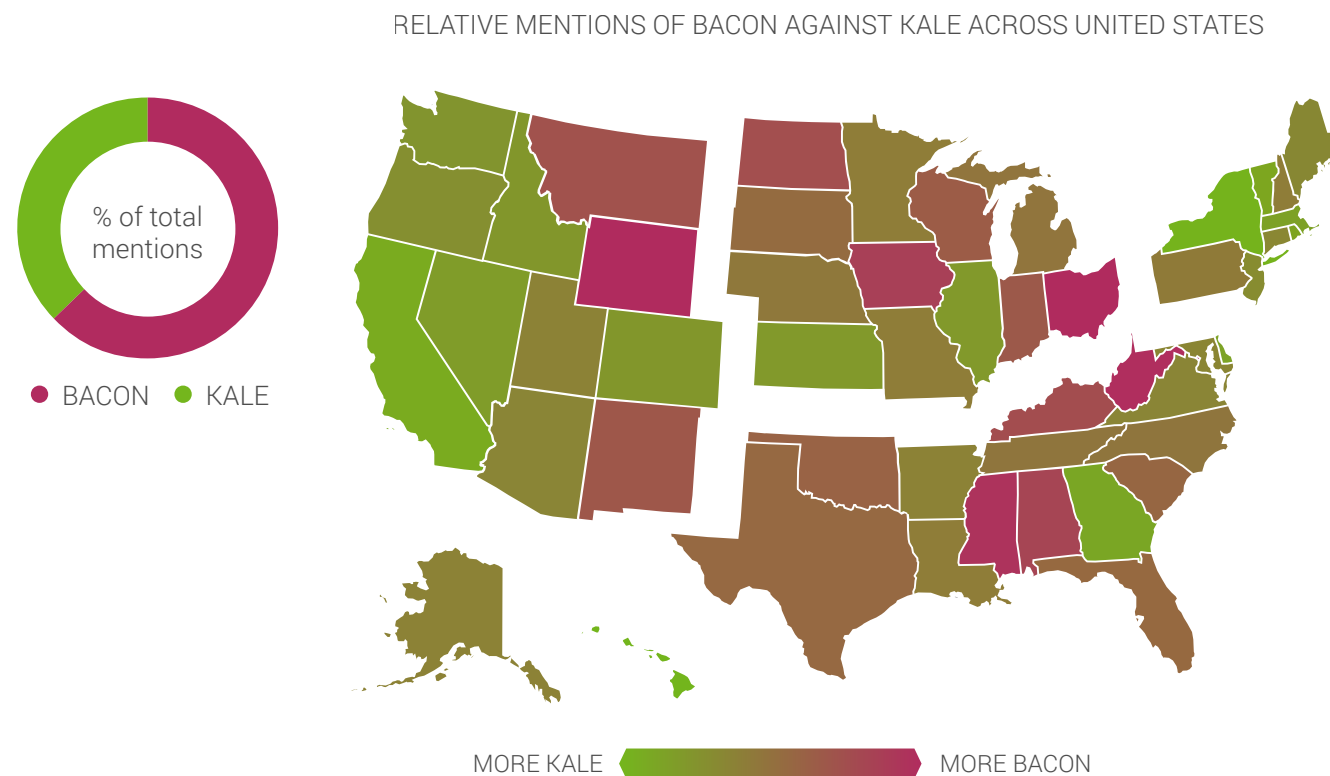 RELATIVE MENTIONS OF BACON AGAINST KALE ACROSS UNITED STATES
% of total
mentions
BACON KALE
MORE KALE MORE BACON